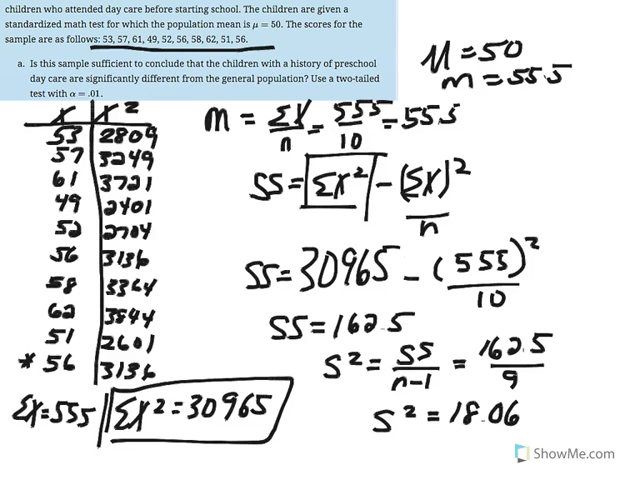 children who attended day care before starting school. The children are given a
standardized math test for which the population mean is μ = 50. The scores for the
sample are as follows: 53, 57, 61, 49, 52, 56, 58, 62, 51, 56.
a. Is this sample sufficient to conclude that the children with a history of preschool
day care are significantly different from the general population? Use a two-tailed
test with α = .01.
M = 50
m = 55.5
X X²
53 2809
57 3249
61 3721
49 2401
52 2704
56 3136
58 3364
62 3844
51 2601
* 56 3136
ΣX = 555 ΣX² = 30965
m = ΣX/n = 555/10 = 55.5
SS = ΣX² - (ΣX)²/n
SS = 30965 - (555)²/10
SS = 162.5
S² = SS/n-1 = 162.5/9
S² = 18.06
ShowMe.com